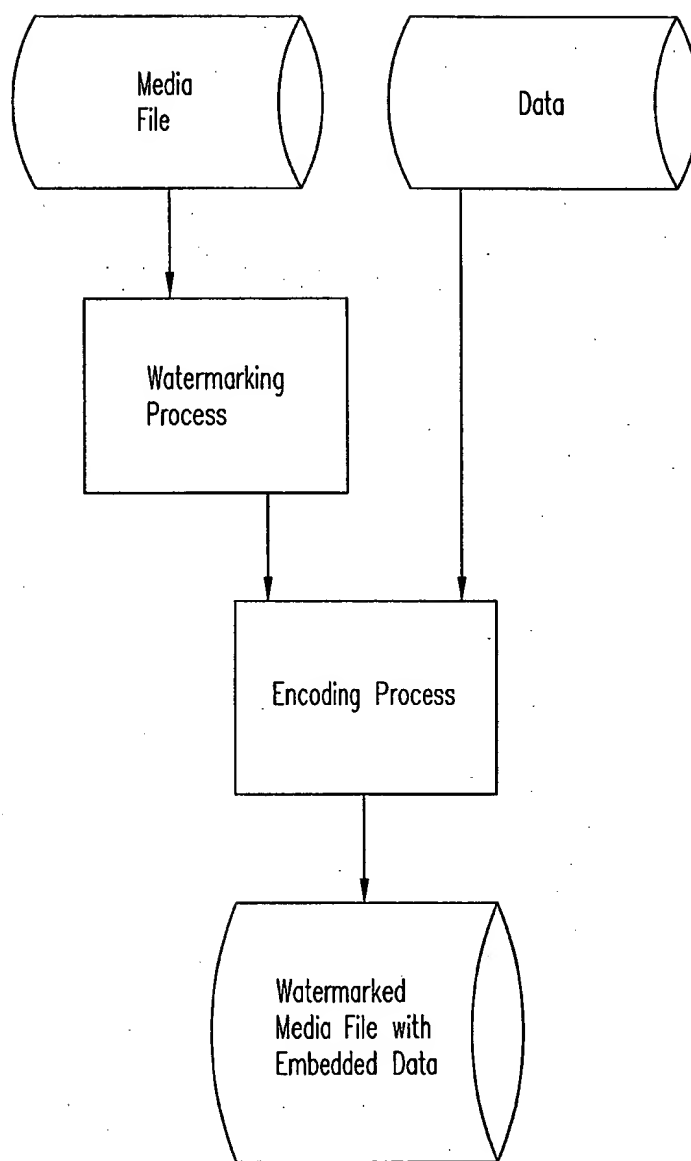 Media
File
Data
Watermarking
Process
Encoding Process
Watermarked
Media File with
Embedded Data